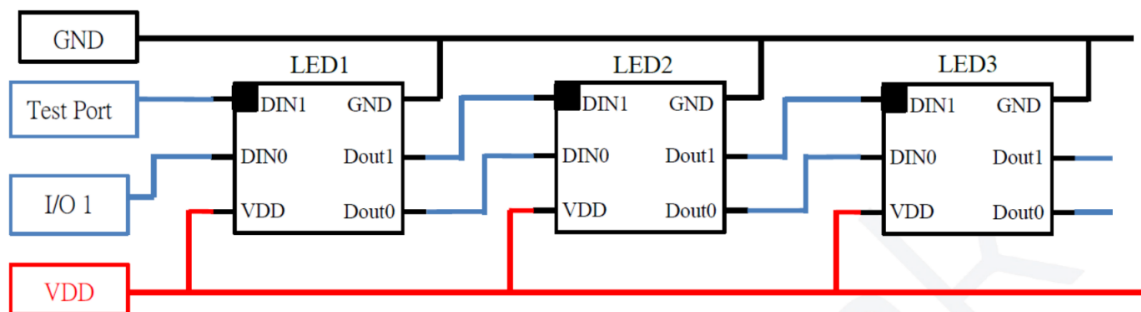 GND
LED1
LED2
LED3
Test Port
DIN1
GND
DIN1
GND
DIN1
GND
I/O 1
DIN0
Dout1
DIN0
Dout1
DIN0
Dout1
VDD
Dout0
VDD
Dout0
VDD
Dout0
VDD